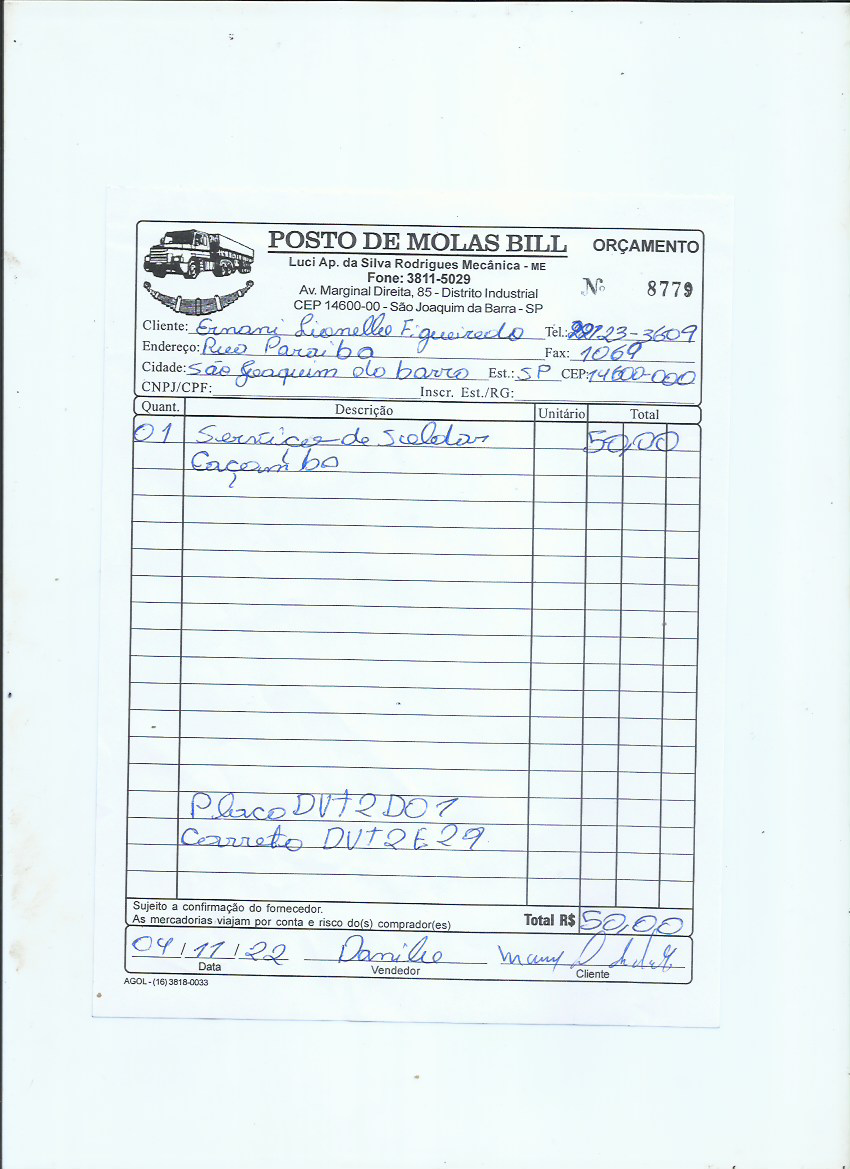 POSTO DE MOLAS BILL ORÇAMENTO
Luci Ap. da Silva Rodrigues Mecânica - ME
Fone: 3811-5029
Nº 8779
Av. Marginal Direita, 85 - Distrito Industrial
CEP 14600-00 - São Joaquim da Barra - SP
Cliente: Ernani Lionello Figueiredo Tel.: 23-3609
Endereço: Rio Paraiba Fax: 1069
Cidade: São Joaquim da barra Est.: SP CEP: 14600-000
CNPJ/CPF: Inscr. Est./RG:
Quant. Descrição Unitário Total
01 Serviço de Soldar 50,00
Caçamba
Placa DVT2D01
Carreta DVT2E29
Sujeito a confirmação do fornecedor.
As mercadorias viajam por conta e risco do(s) comprador(es) Total R$ 50,00
04/11/22 Danilo
Data Vendedor Cliente
AGOL - (16) 3818-0033